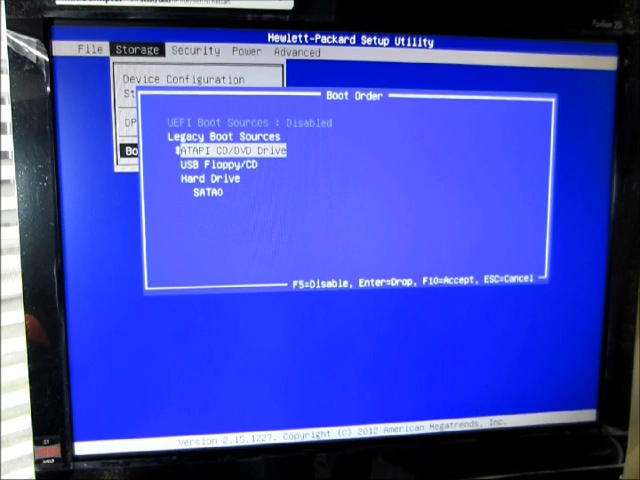 Hewlett-Packard Setup Utility
File Storage Security Power Advanced
Device Configuration
Boot Order
UEFI Boot Sources : Disabled
Legacy Boot Sources
ATAPI CD/DVD Drive
USB Floppy/CD
Hard Drive
SATA0
F5=Disable, Enter=Drop, F10=Accept, ESC=Cancel
Version 2.15.1227. Copyright (C) 2012 American Megatrends, Inc.